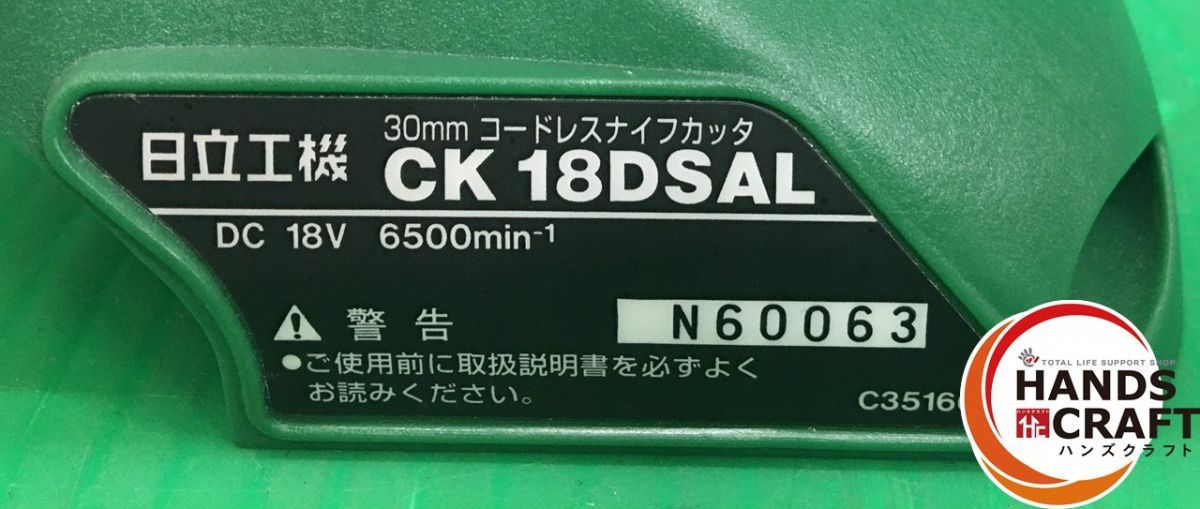 日立工機
30mm コードレスナイフカッタ
CK 18DSAL
DC 18V 6500min-1
警告
N60063
●ご使用前に取扱説明書を必ずよく
お読みください。
TOTAL LIFE SUPPORT SHOP
HANDS
CRAFT
ハンズクラフト